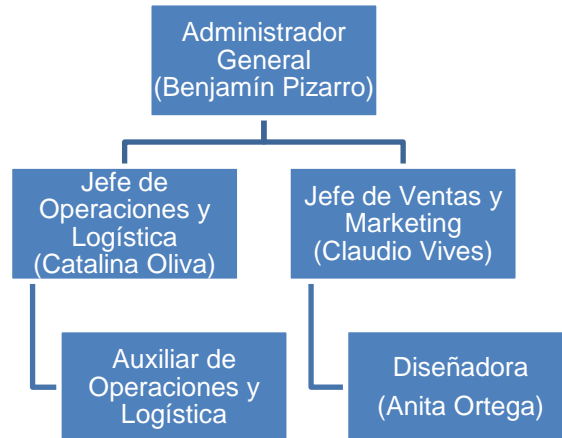 Administrador
General
(Benjamín Pizarro)
Jefe de
Operaciones y
Logística
(Catalina Oliva)
Jefe de Ventas y
Marketing
(Claudio Vives)
Auxiliar de
Operaciones y
Logística
Diseñadora
(Anita Ortega)